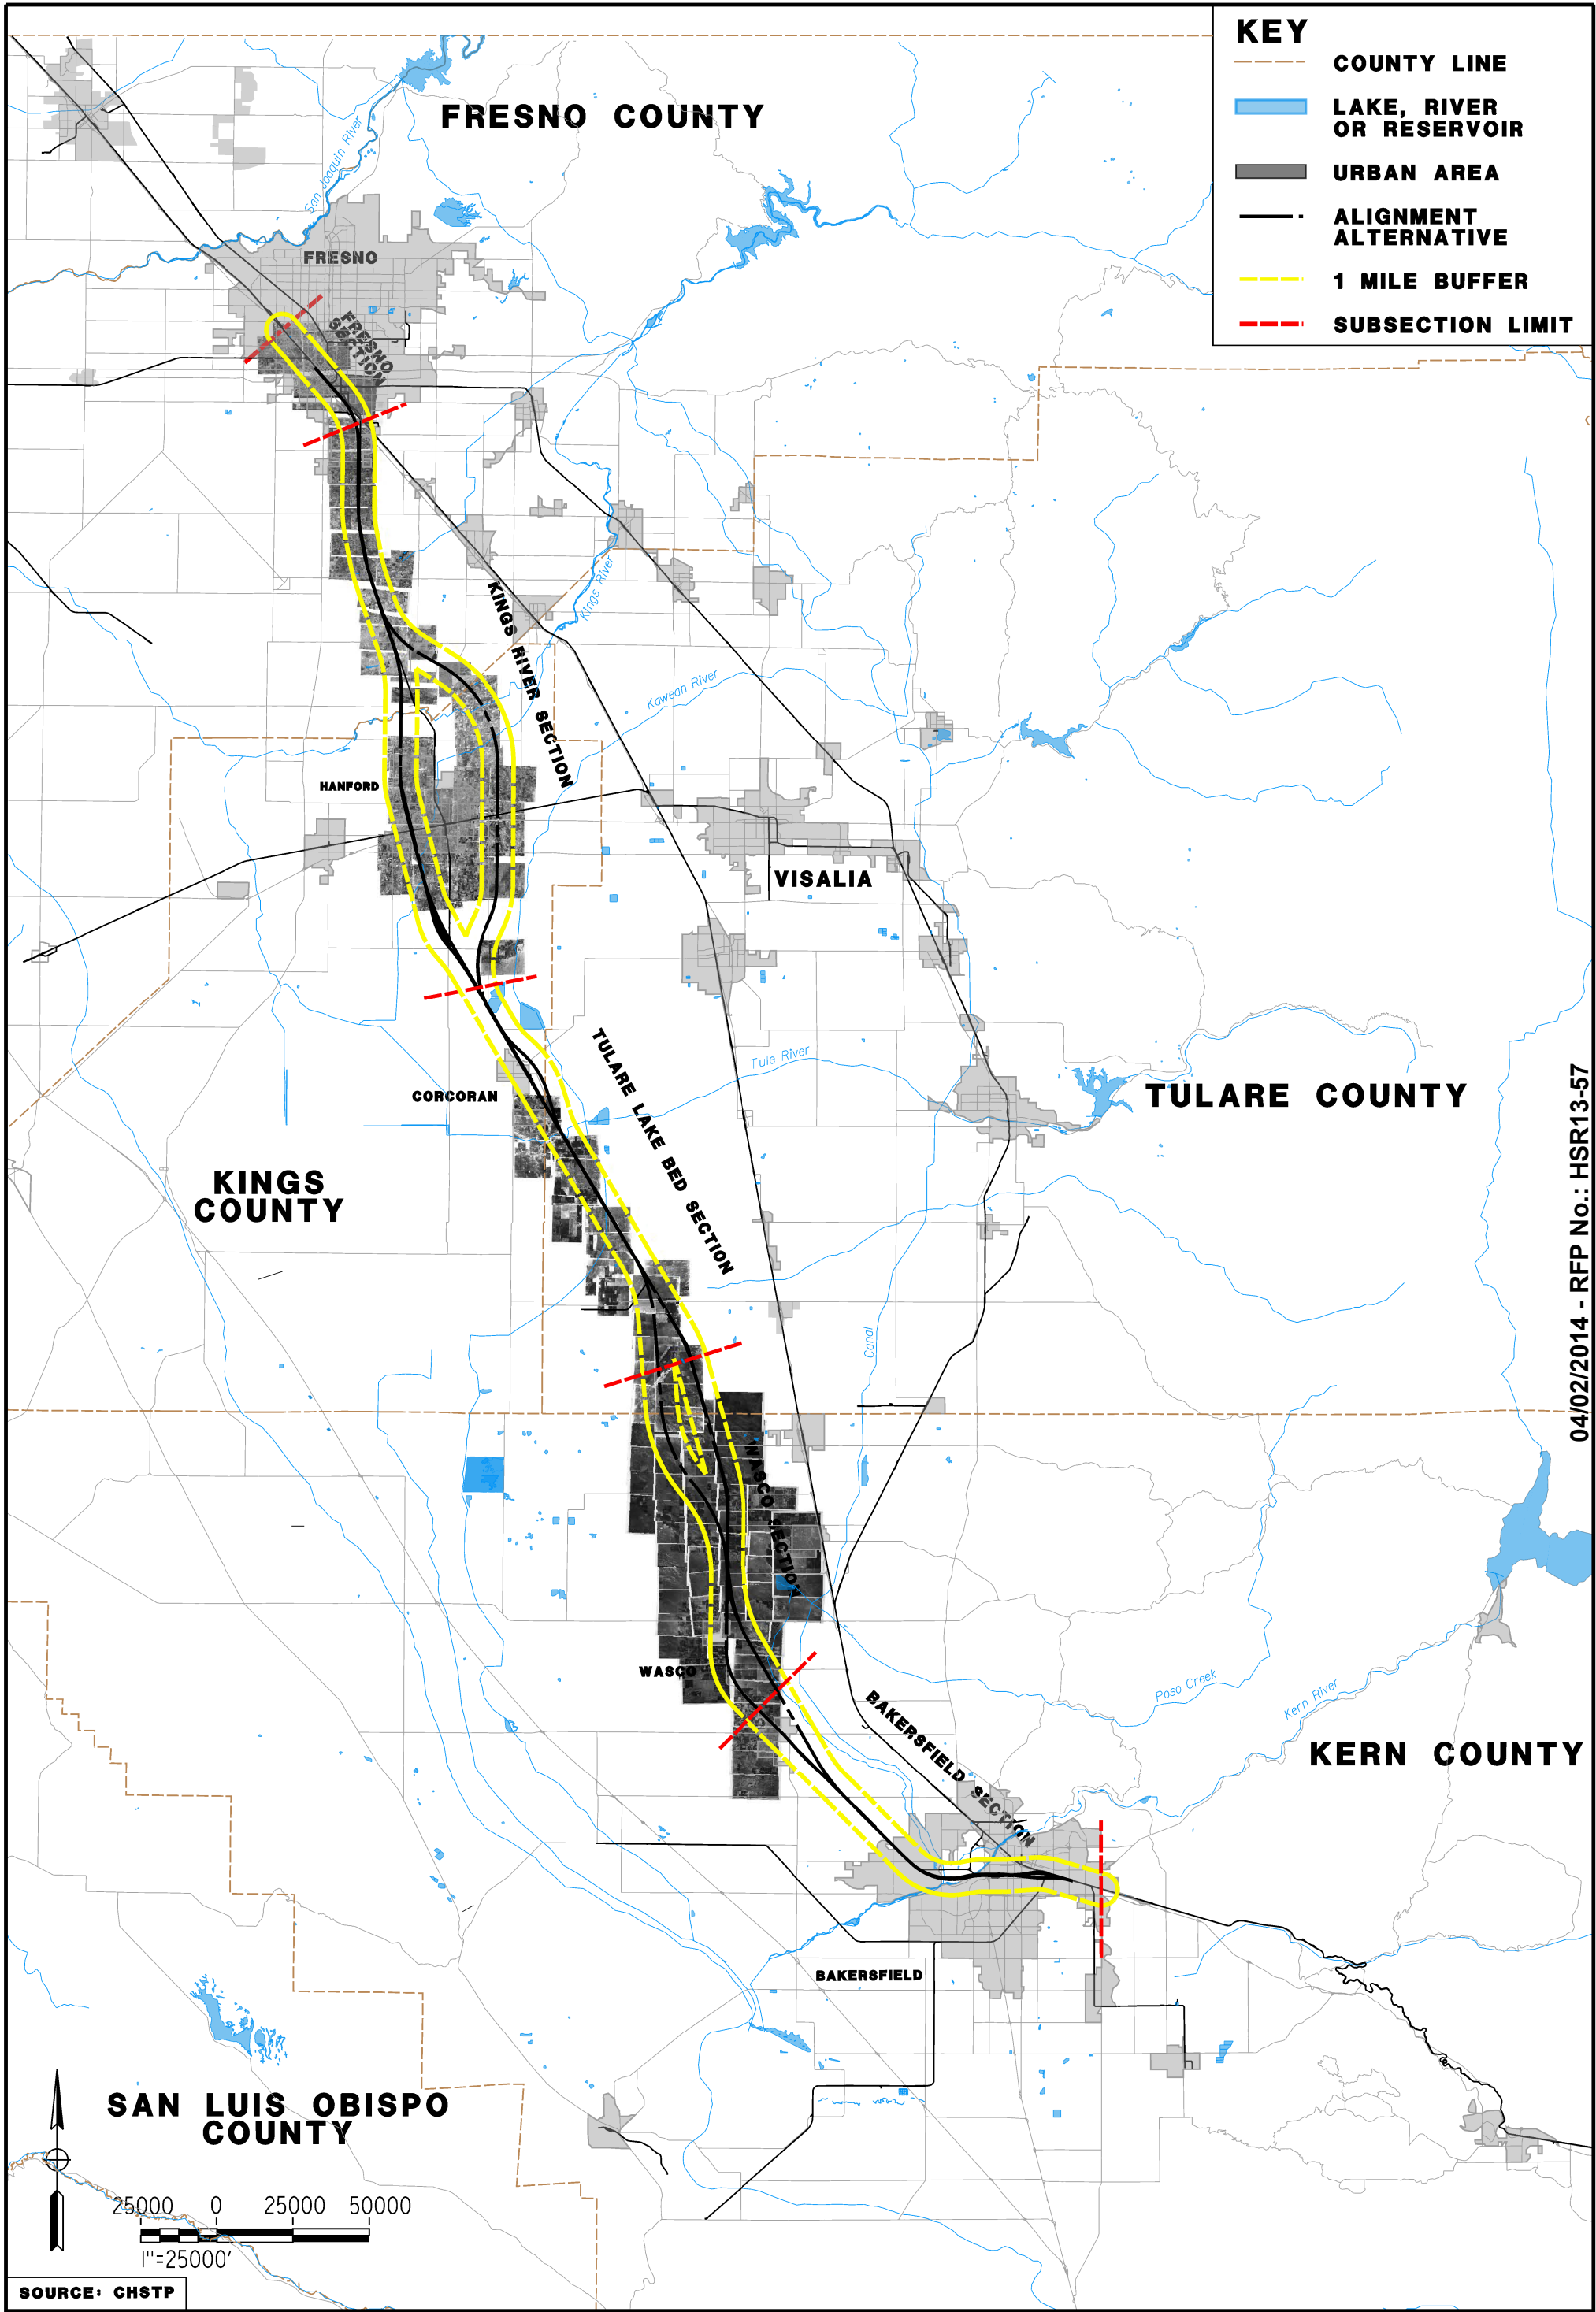 KEY
COUNTY LINE
LAKE, RIVER
OR RESERVOIR
URBAN AREA
ALIGNMENT
ALTERNATIVE
1 MILE BUFFER
SUBSECTION LIMIT
FRESNO COUNTY
San Joaquin River
FRESNO
FRESNO
SECTION
KINGS RIVER SECTION
Kings River
Kaweah River
HANFORD
VISALIA
TULARE LAKE BED SECTION
Tule River
CORCORAN
TULARE COUNTY
KINGS
COUNTY
Canal
WASCO SECTION
WASCO
BAKERSFIELD SECTION
Poso Creek
Kern River
KERN COUNTY
BAKERSFIELD
SAN LUIS OBISPO
COUNTY
25000 0 25000 50000
1"=25000'
SOURCE: CHSTP
04/02/2014 - RFP No.: HSR13-57